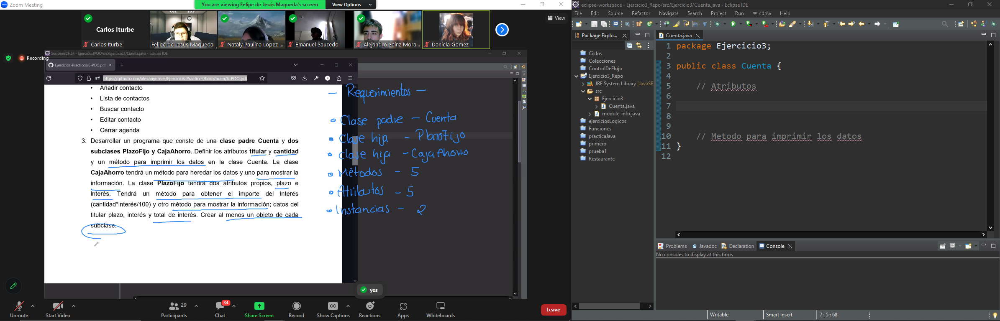 Zoom Meeting
You are viewing Felipe de Jesús Maqueda's screen
View Options
Carlos Iturbe
Carlos Iturbe
Felipe de Jesús Maqueda
Nataly Paulina Lopez ...
Emanuel Saucedo
Alejandro Sainz Mora...
Daniela Gomez
View
Recording
SesionesCH24 - Ejercicio3POO/src/Ejercicio3/Cuenta.java - Eclipse IDE
Ejercicios-Practicos/6-POO.pdf
https://github.com/alexanyernas/Ejercicios-Practicos/blob/main/6-POO.pdf
• Añadir contacto
• Lista de contactos
• Buscar contacto
• Editar contacto
• Cerrar agenda
3. Desarrollar un programa que conste de una clase padre Cuenta y dos
subclases PlazoFijo y CajaAhorro. Definir los atributos titular y cantidad
y un método para imprimir los datos en la clase Cuenta. La clase
CajaAhorro tendrá un método para heredar los datos y uno para mostrar la
información. La clase PlazoFijo tendrá dos atributos propios, plazo e
interés. Tendrá un método para obtener el importe del interés
(cantidad*interés/100) y otro método para mostrar la información; datos del
titular plazo, interés y total de interés. Crear al menos un objeto de cada
subclase.
— Requerimientos —
Clase padre — Cuenta
Clase hija - PlazoFijo
Clase hija - CajaAhorro
Métodos - 5
Atributos - 5
Instancias - 2
yes
Unmute
Start Video
29
Participants
34
Chat
Share Screen
Record
CC
Show Captions
Reactions
Apps
Whiteboards
Leave
eclipse-workspace - Ejercicio3_Repo/src/Ejercicio3/Cuenta.java - Eclipse IDE
File Edit Source Refactor Navigate Search Project Run Window Help
Package Explo...
Ciclos
Colecciones
ControlDeFlujo
Ejercicio3_Repo
JRE System Library [JavaSE
src
Ejercicio3
Cuenta.java
module-info.java
ejerciciosLogicos
Funciones
practicaJava
primero
prueba1
Restaurante
Cuenta.java
1 package Ejercicio3;
2
3 public class Cuenta {
4
5 // Atributos
6
7
8
9
10 // Metodo para imprimir los datos
11 }
12
Problems
@ Javadoc
Declaration
Console
No consoles to display at this time.
Writable
Smart Insert
7 : 5 : 68